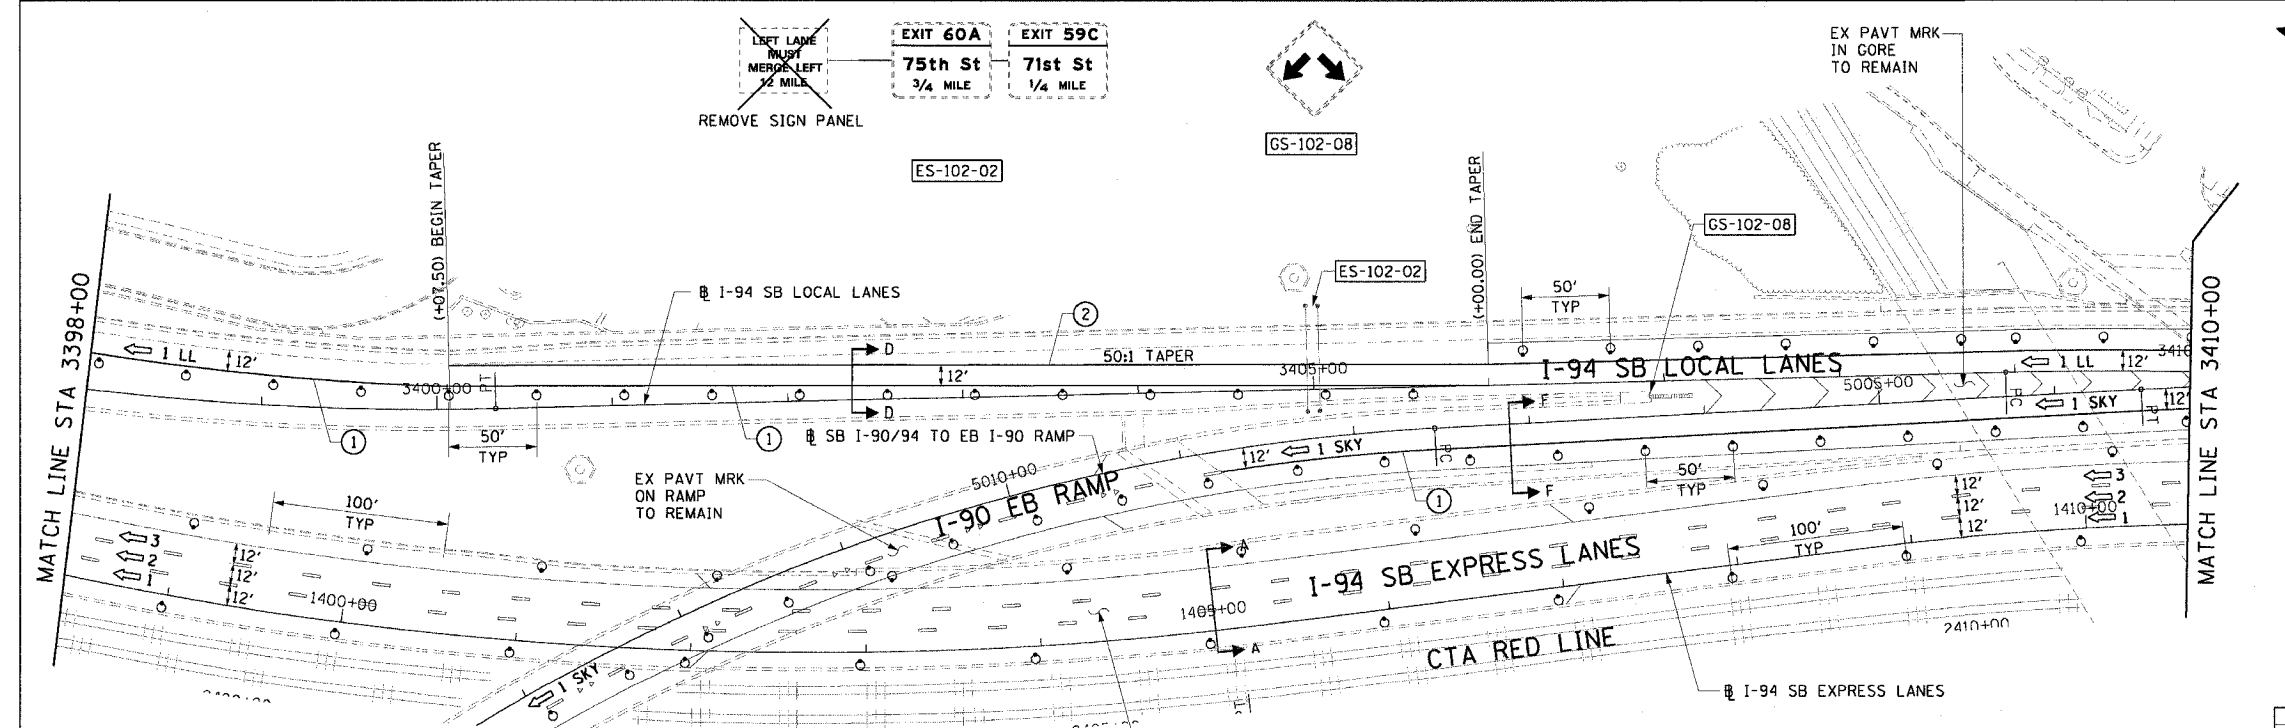 LEFT LANE
MUST
MERGE LEFT
1/2 MILE
REMOVE SIGN PANEL
EXIT 60A
75th St
3/4 MILE
EXIT 59C
71st St
1/4 MILE
GS-102-08
ES-102-02
EX PAVT MRK
IN GORE
TO REMAIN
(+07.50) BEGIN TAPER
(+00.00) END TAPER
GS-102-08
ES-102-02
℄ I-94 SB LOCAL LANES
2
50'
TYP
MATCH LINE STA 3398+00
MATCH LINE STA 3410+00
1 LL
12'
D
50:1 TAPER
3405+00
I-94 SB LOCAL LANES
1 LL
12'
3410
3400+00
PT
12'
5005+00
PC
1 SKY
PT
12'
D
F
1
50'
TYP
1
℄ SB I-90/94 TO EB I-90 RAMP
12'
1 SKY
PC
50'
TYP
5010+00
I-90 EB RAMP
1
F
EX PAVT MRK
ON RAMP
TO REMAIN
100'
TYP
3
2
1
12'
12'
12'
1410+00
3
2
1
12'
12'
12'
1400+00
A
100'
TYP
I-94 SB EXPRESS LANES
1405+00
A
CTA RED LINE
2410+00
1 SKY
℄ I-94 SB EXPRESS LANES